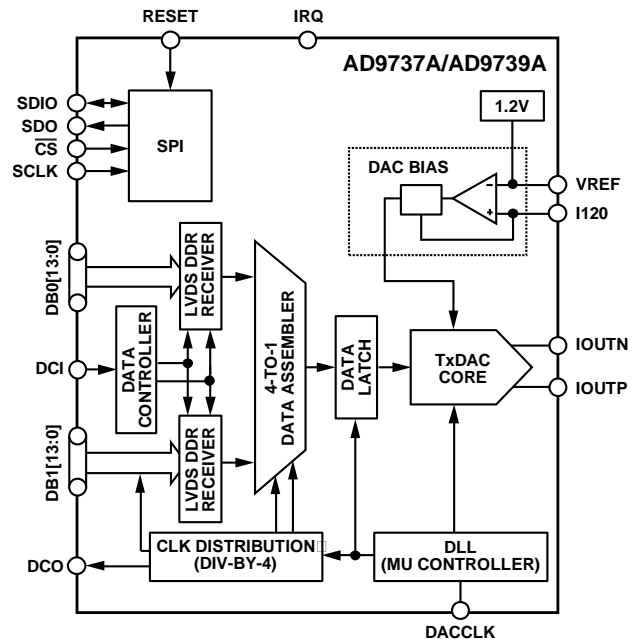 RESET
IRQ
AD9737A/AD9739A
1.2V
SDIO
SDO
CS
SCLK
SPI
DAC BIAS
VREF
I120
DB0[13:0]
LVDS DDR
RECEIVER
DCI
DATA
CONTROLLER
4-TO-1
DATA ASSEMBLER
DATA
LATCH
TxDAC
CORE
IOUTN
IOUTP
DB1[13:0]
LVDS DDR
RECEIVER
DCO
CLK DISTRIBUTION
(DIV-BY-4)
DLL
(MU CONTROLLER)
DACCLK